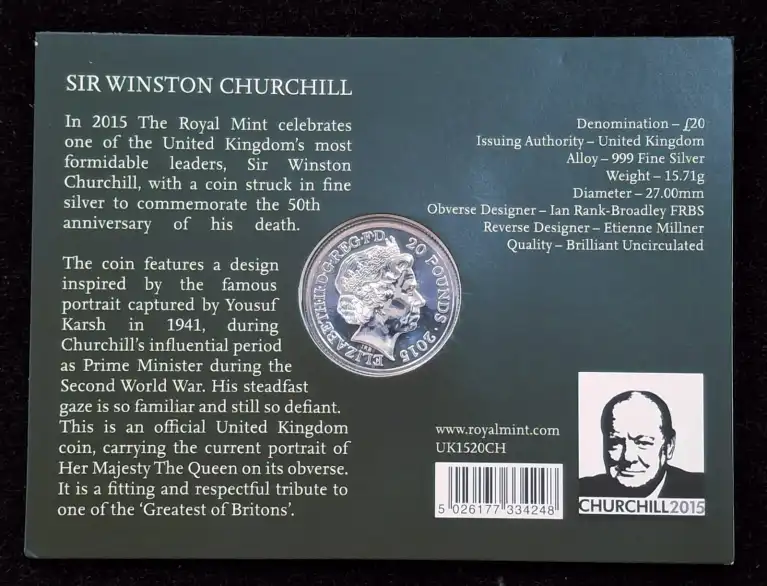 SIR WINSTON CHURCHILL
In 2015 The Royal Mint celebrates
one of the United Kingdom's most
formidable leaders, Sir Winston
Churchill, with a coin struck in fine
silver to commemorate the 50th
anniversary of his death.
The coin features a design
inspired by the famous
portrait captured by Yousuf
Karsh in 1941, during
Churchill's influential period
as Prime Minister during the
Second World War. His steadfast
gaze is so familiar and still so defiant.
This is an official United Kingdom
coin, carrying the current portrait of
Her Majesty The Queen on its obverse.
It is a fitting and respectful tribute to
one of the 'Greatest of Britons'.
Denomination – £20
Issuing Authority – United Kingdom
Alloy – 999 Fine Silver
Weight – 15.71g
Diameter – 27.00mm
Obverse Designer – Ian Rank-Broadley FRBS
Reverse Designer – Etienne Millner
Quality – Brilliant Uncirculated
ELIZABETH·II·D·G·REG·F·D· 20 POUNDS · 2015
IRB
www.royalmint.com
UK1520CH
5 026177 334248
CHURCHILL2015